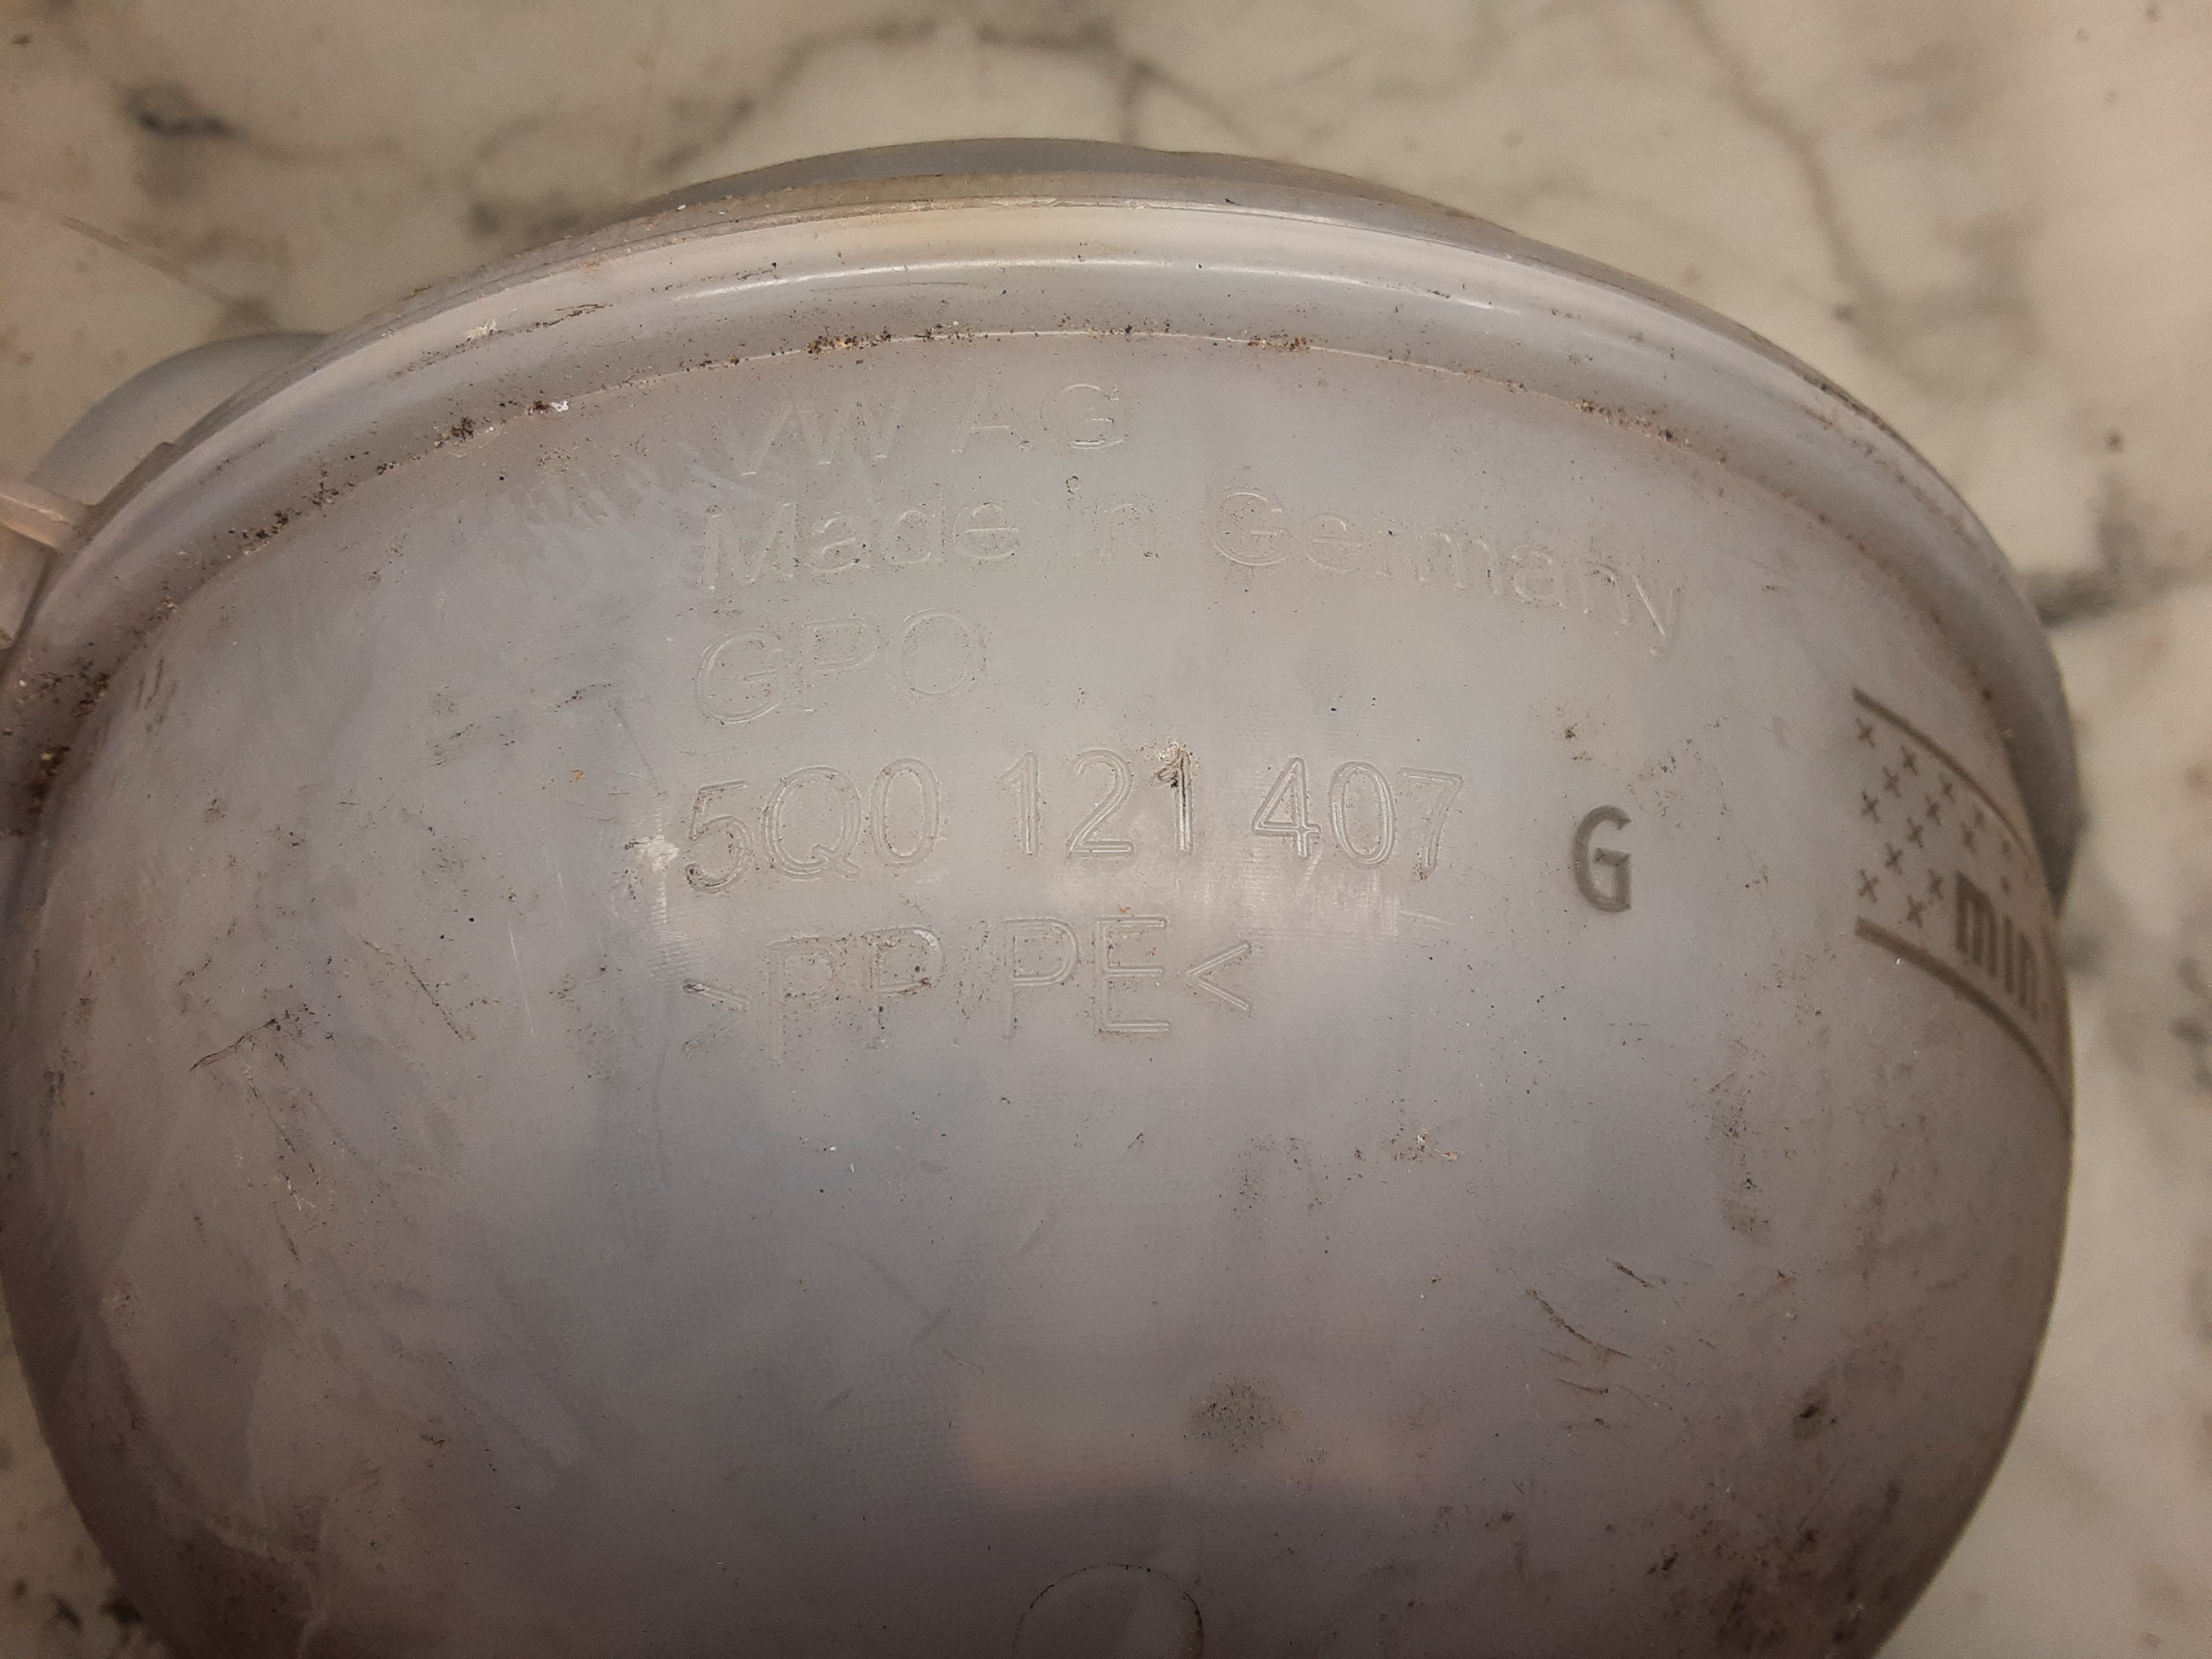 VW AG
Made in Germany
GPO
5Q0 121 407 G
>PP/PE<
min.